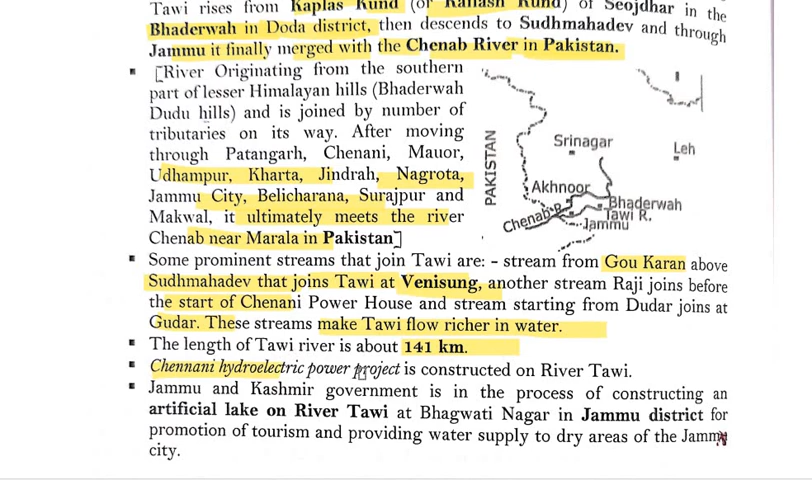 Tawi rises from Kaplas Kund (or Kailash Kund) of Seojdhar in the
Bhaderwah in Doda district, then descends to Sudhmahadev and through
Jammu it finally merged with the Chenab River in Pakistan.
▪ [River Originating from the southern
part of lesser Himalayan hills (Bhaderwah
Dudu hills) and is joined by number of
tributaries on its way. After moving
through Patangarh, Chenani, Mauor,
Udhampur, Kharta, Jindrah, Nagrota,
Jammu City, Belicharana, Surajpur and
Makwal, it ultimately meets the river
Chenab near Marala in Pakistan]
PAKISTAN
Srinagar
Leh
Akhnoor
Bhaderwah
Chenab R.
Tawi R.
Jammu
▪ Some prominent streams that join Tawi are: - stream from Gou Karan above
Sudhmahadev that joins Tawi at Venisung, another stream Raji joins before
the start of Chenani Power House and stream starting from Dudar joins at
Gudar. These streams make Tawi flow richer in water.
▪ The length of Tawi river is about 141 km.
▪ Chennani hydroelectric power project is constructed on River Tawi.
▪ Jammu and Kashmir government is in the process of constructing an
artificial lake on River Tawi at Bhagwati Nagar in Jammu district for
promotion of tourism and providing water supply to dry areas of the Jammu
city.